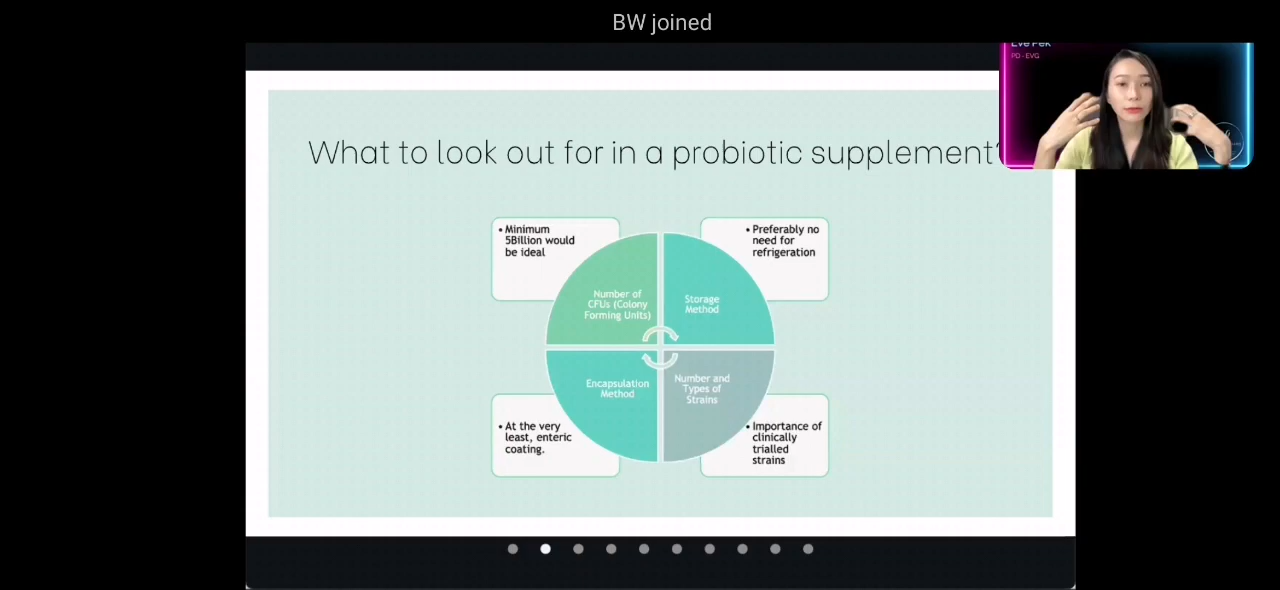 BW joined
Eve Pek
PD - EVG
What to look out for in a probiotic supplement?
• Minimum
5Billion would
be ideal
• Preferably no
need for
refrigeration
Number of
CFUs (Colony
Forming Units)
Storage
Method
Encapsulation
Method
Number and
Types of
Strains
• At the very
least, enteric
coating.
• Importance of
clinically
trialled
strains